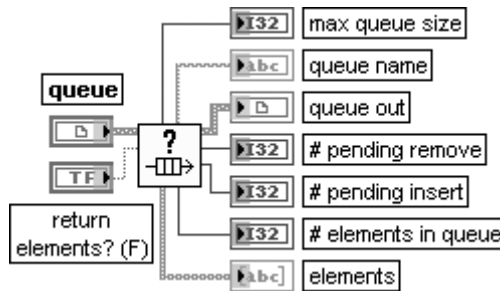 I32 max queue size
abc queue name
queue
queue out
?
I32 # pending remove
TF
I32 # pending insert
return
elements? (F)
I32 # elements in queue
abc] elements